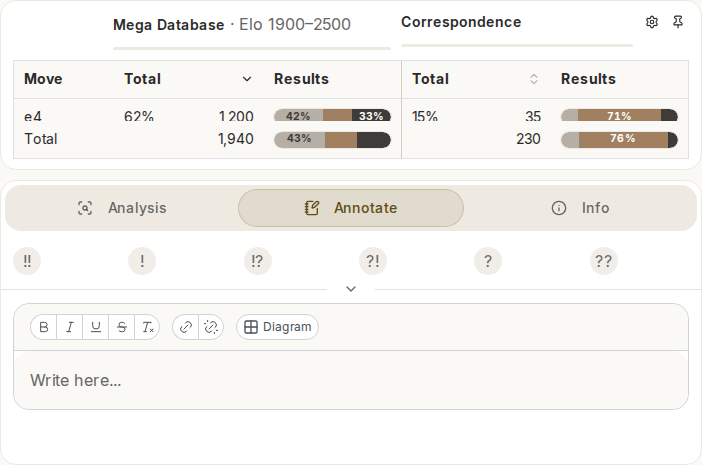 Mega Database · Elo 1900–2500 Correspondence
Move Total Results Total Results
e4 62% 1,200 42% 33% 15% 35 71%
Total 1,940 43% 230 76%
Analysis Annotate Info
!! ! !? ?! ? ??
B I U S Tx Diagram
Write here...